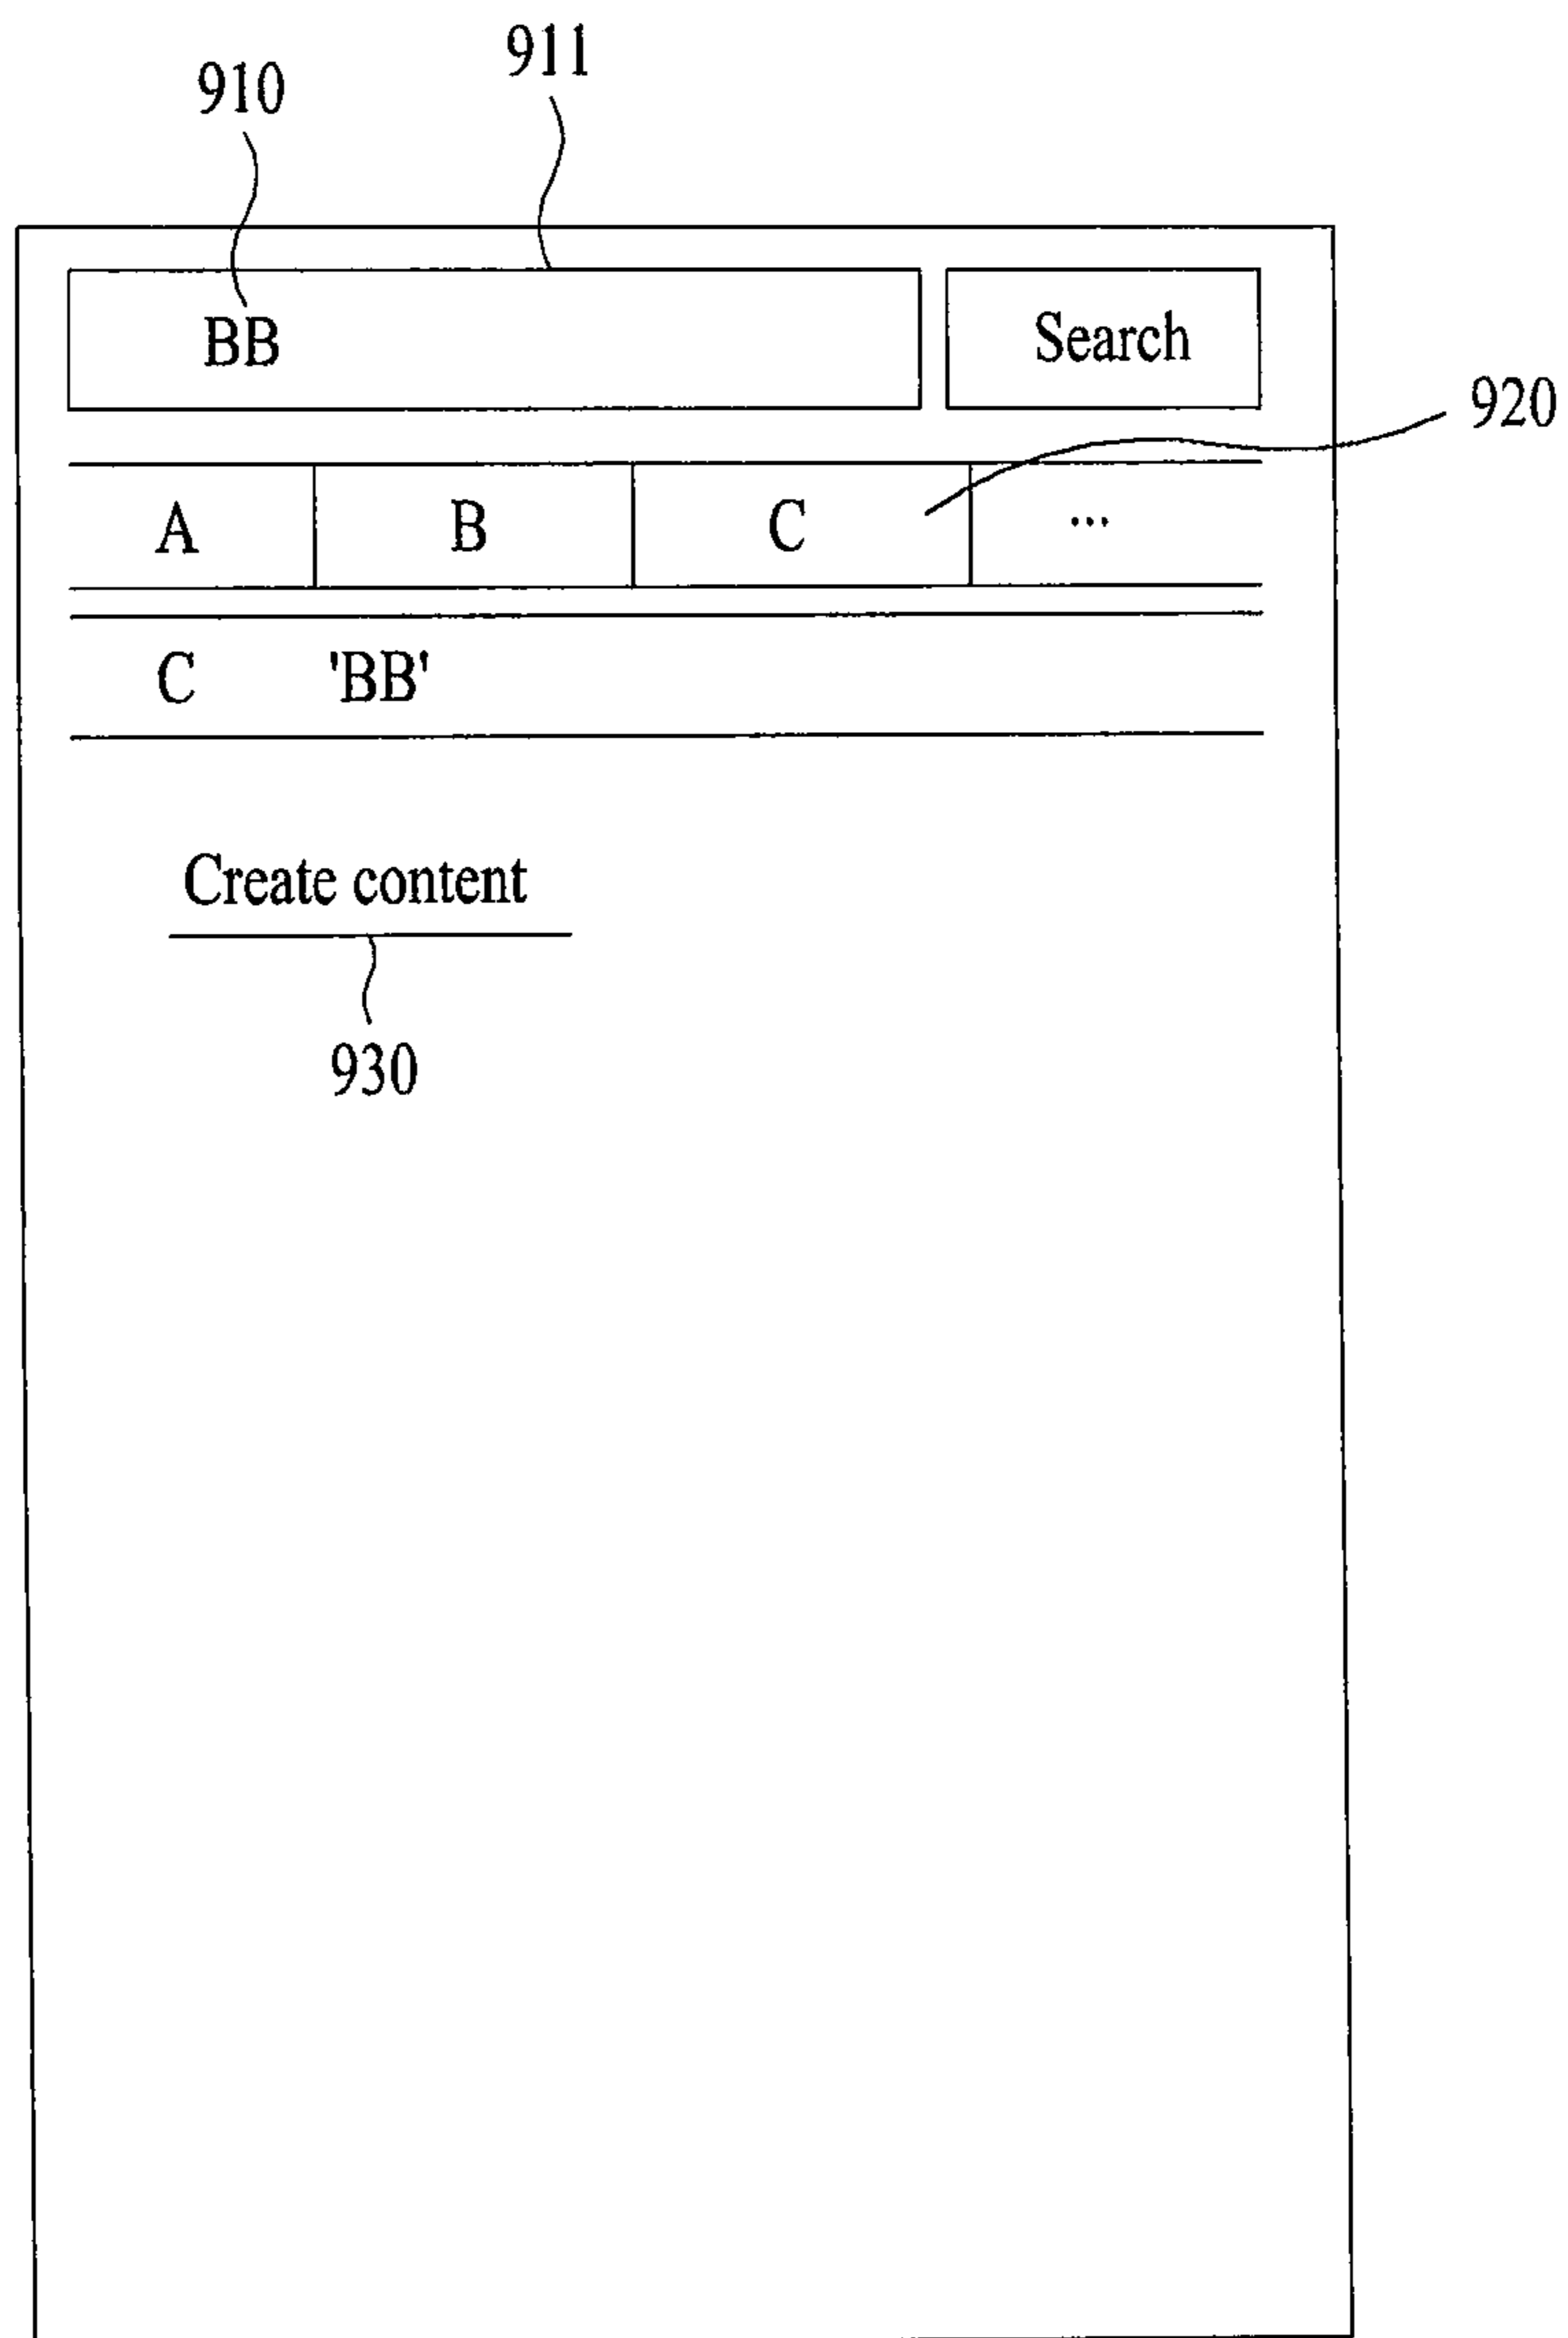 911
910
BB Search
920
A B C ...
C 'BB'
Create content
930